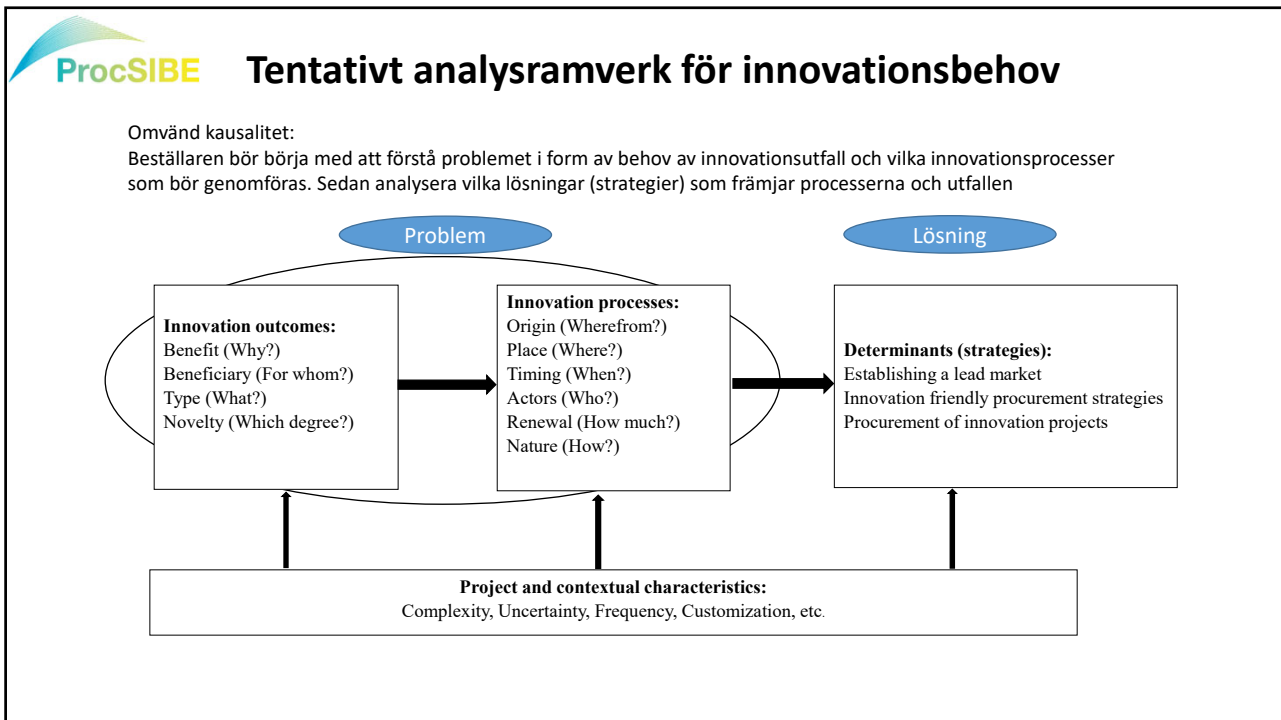 ProcSIBE
Tentativt analysramverk för innovationsbehov
Omvänd kausalitet:
Beställaren bör börja med att förstå problemet i form av behov av innovationsutfall och vilka innovationsprocesser
som bör genomföras. Sedan analysera vilka lösningar (strategier) som främjar processerna och utfallen
Problem
Lösning
Innovation outcomes:
Benefit (Why?)
Beneficiary (For whom?)
Type (What?)
Novelty (Which degree?)
Innovation processes:
Origin (Wherefrom?)
Place (Where?)
Timing (When?)
Actors (Who?)
Renewal (How much?)
Nature (How?)
Determinants (strategies):
Establishing a lead market
Innovation friendly procurement strategies
Procurement of innovation projects
Project and contextual characteristics:
Complexity, Uncertainty, Frequency, Customization, etc.